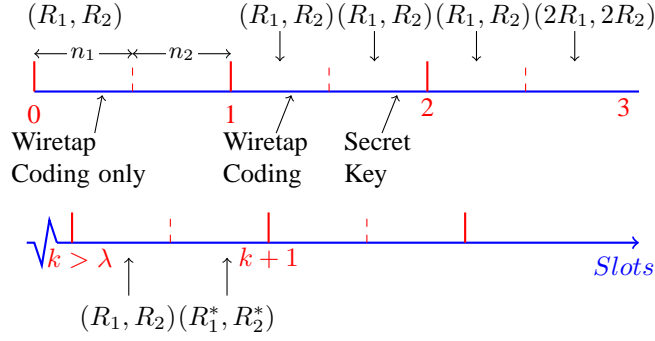 (R₁, R₂) (R₁, R₂)(R₁, R₂)(R₁, R₂)(2R₁, 2R₂)
n₁ n₂
0 1 2 3
Wiretap Coding only Wiretap Coding Secret Key
k > λ k + 1
Slots
(R₁, R₂)(R₁*, R₂*)